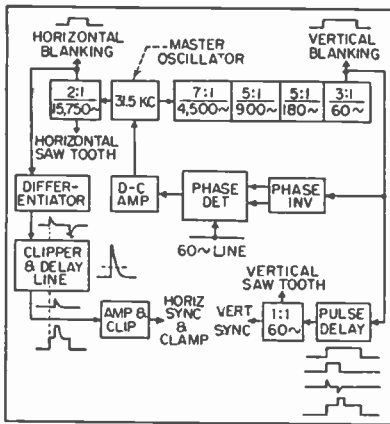 HORIZONTAL
BLANKING
MASTER
OSCILLATOR
VERTICAL
BLANKING
2:1
15,750~
31.5 KC
7:1
4,500~
5:1
900~
5:1
180~
3:1
60~
HORIZONTAL
SAW TOOTH
DIFFER-
ENTIATOR
D-C
AMP
PHASE
DET
PHASE
INV
60~ LINE
CLIPPER
& DELAY
LINE
VERTICAL
SAW TOOTH
AMP &
CLIP
HORIZ
SYNC
&
CLAMP
VERT
SYNC
1:1
60~
PULSE
DELAY